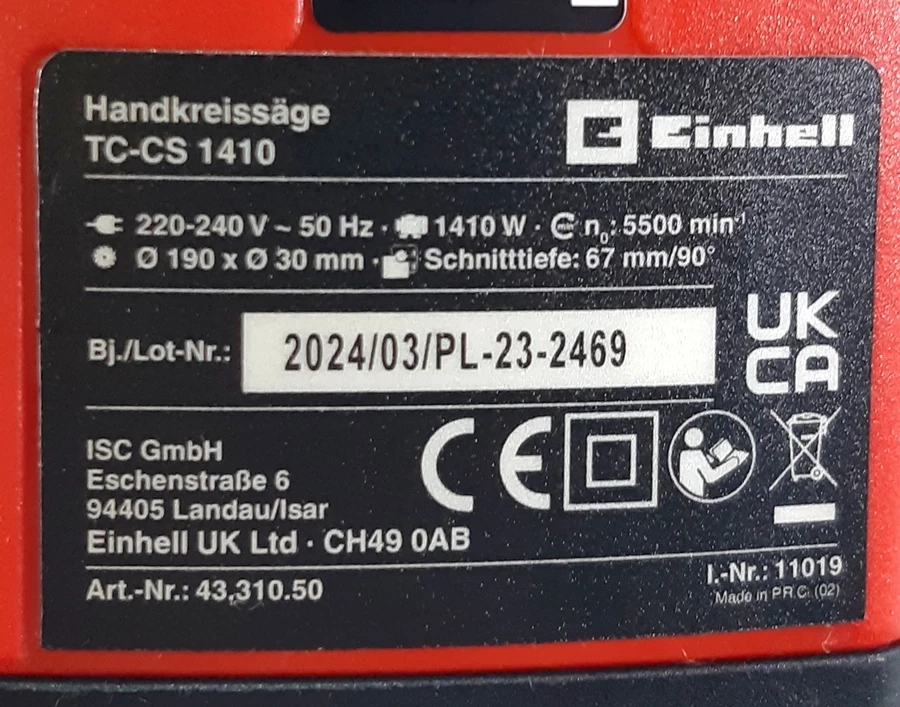 Handkreissäge
TC-CS 1410
Einhell
220-240 V ~ 50 Hz · 1410 W · n₀: 5500 min⁻¹
Ø 190 x Ø 30 mm · Schnitttiefe: 67 mm/90°
Bj./Lot-Nr.: 2024/03/PL-23-2469
UK
CA
ISC GmbH
Eschenstraße 6
94405 Landau/Isar
Einhell UK Ltd · CH49 0AB
CE
Art.-Nr.: 43.310.50
I.-Nr.: 11019
Made in PRC (02)